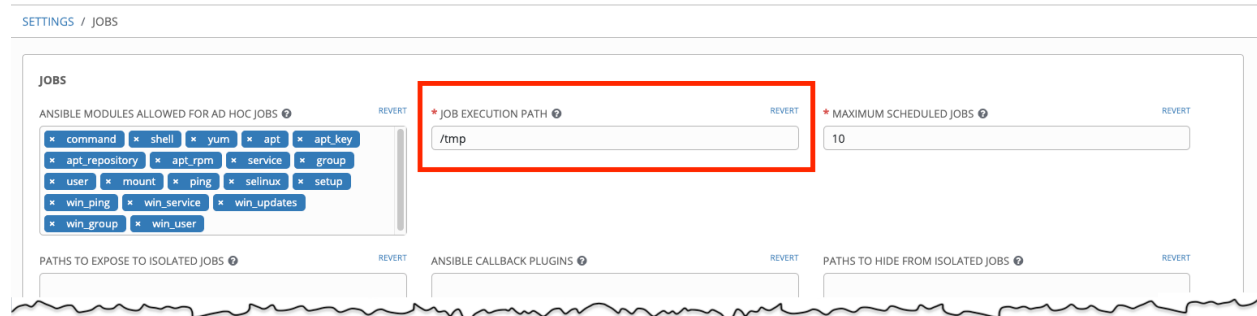 SETTINGS / JOBS
JOBS
ANSIBLE MODULES ALLOWED FOR AD HOC JOBS ? REVERT
× command × shell × yum × apt × apt_key
× apt_repository × apt_rpm × service × group
× user × mount × ping × selinux × setup
× win_ping × win_service × win_updates
× win_group × win_user
* JOB EXECUTION PATH ? REVERT
/tmp
* MAXIMUM SCHEDULED JOBS ? REVERT
10
PATHS TO EXPOSE TO ISOLATED JOBS ? REVERT
ANSIBLE CALLBACK PLUGINS ? REVERT
PATHS TO HIDE FROM ISOLATED JOBS ? REVERT